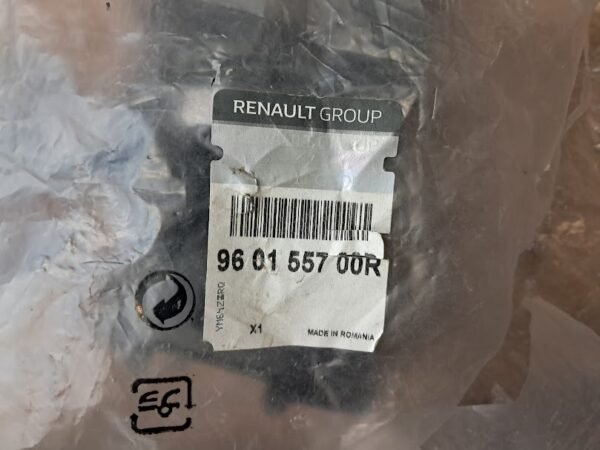 RENAULT GROUP
96 01 557 00R
X1
MADE IN ROMANIA